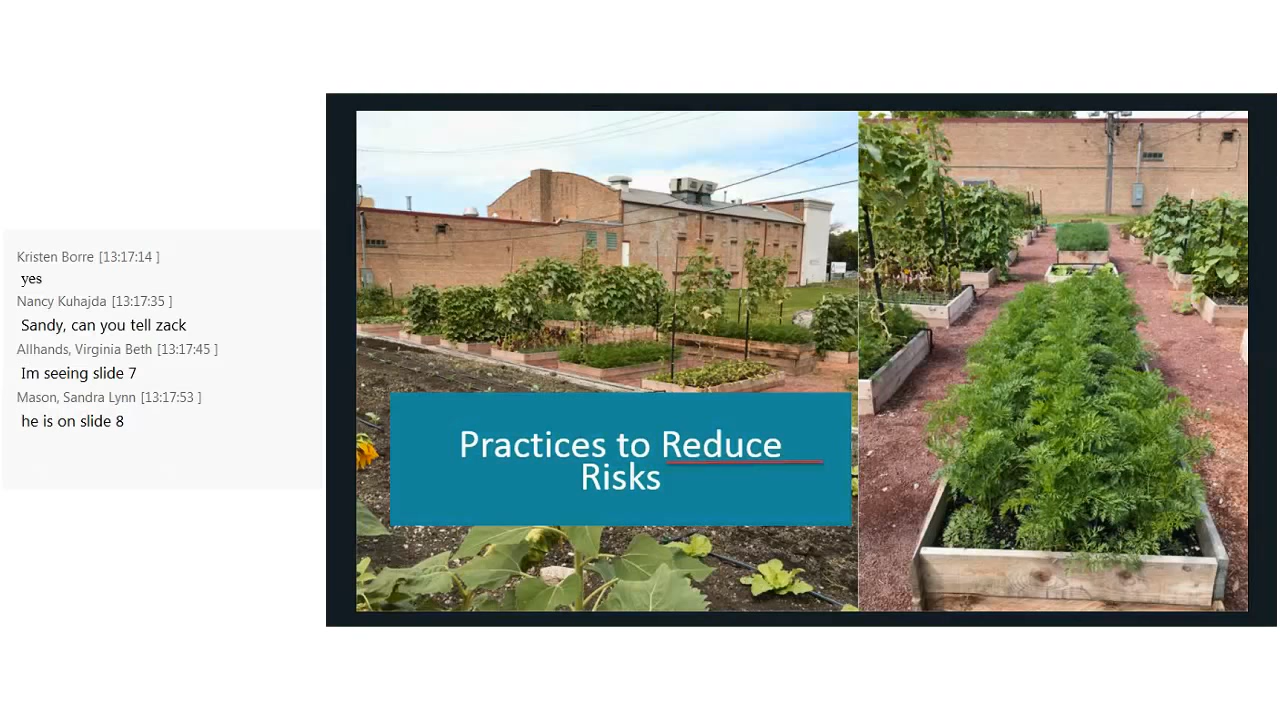 Kristen Borre [13:17:14 ]
yes
Nancy Kuhajda [13:17:35 ]
Sandy, can you tell zack
Allhands, Virginia Beth [13:17:45 ]
Im seeing slide 7
Mason, Sandra Lynn [13:17:53 ]
he is on slide 8
Practices to Reduce
Risks